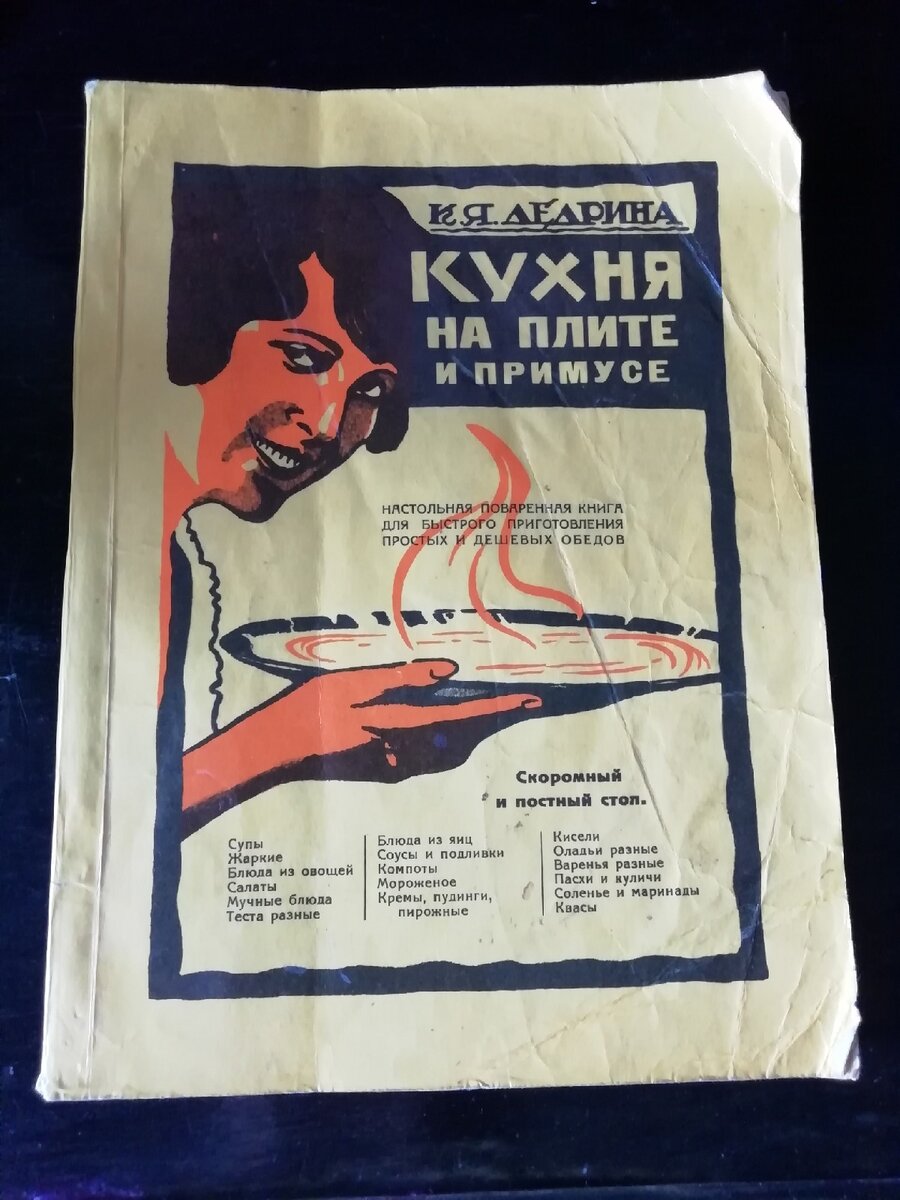 К.Я. ДЕДРИНА
КУХНЯ
НА ПЛИТЕ
И ПРИМУСЕ
НАСТОЛЬНАЯ ПОВАРЕННАЯ КНИГА
ДЛЯ БЫСТРОГО ПРИГОТОВЛЕНИЯ
ПРОСТЫХ И ДЕШЕВЫХ ОБЕДОВ
Скоромный
и постный стол.
Супы
Жаркие
Блюда из овощей
Салаты
Мучные блюда
Теста разные
Блюда из яиц
Соусы и подливки
Компоты
Мороженое
Кремы, пудинги,
пирожные
Кисели
Оладьи разные
Варенья разные
Пасхи и куличи
Соленье и маринады
Квасы